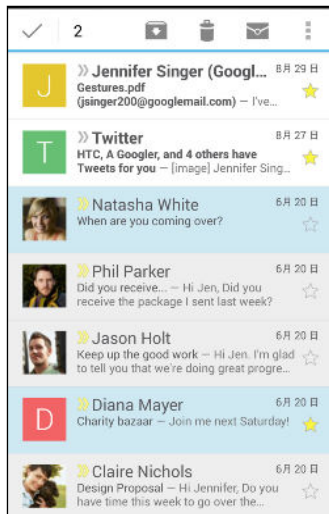 2
Jennifer Singer (Googl... 8月 29 日
Gestures.pdf
(jsinger200@googlemail.com) — I've...
J
Twitter 8月 27 日
HTC, A Googler, and 4 others have
Tweets for you — [image] Jennifer Sing...
T
Natasha White 6月 20 日
When are you coming over?
Phil Parker 6月 20 日
Did you receive... — Hi Jen, Did you
receive the package I sent last week?
Jason Holt 6月 20 日
Keep up the good work — Hi Jen. I'm glad
to tell you that we're doing great progre...
Diana Mayer 6月 20 日
Charity bazaar — Join me next Saturday!
D
Claire Nichols 6月 20 日
Design Proposal — Hi Jennifer, Do you
have time this week to go over the...